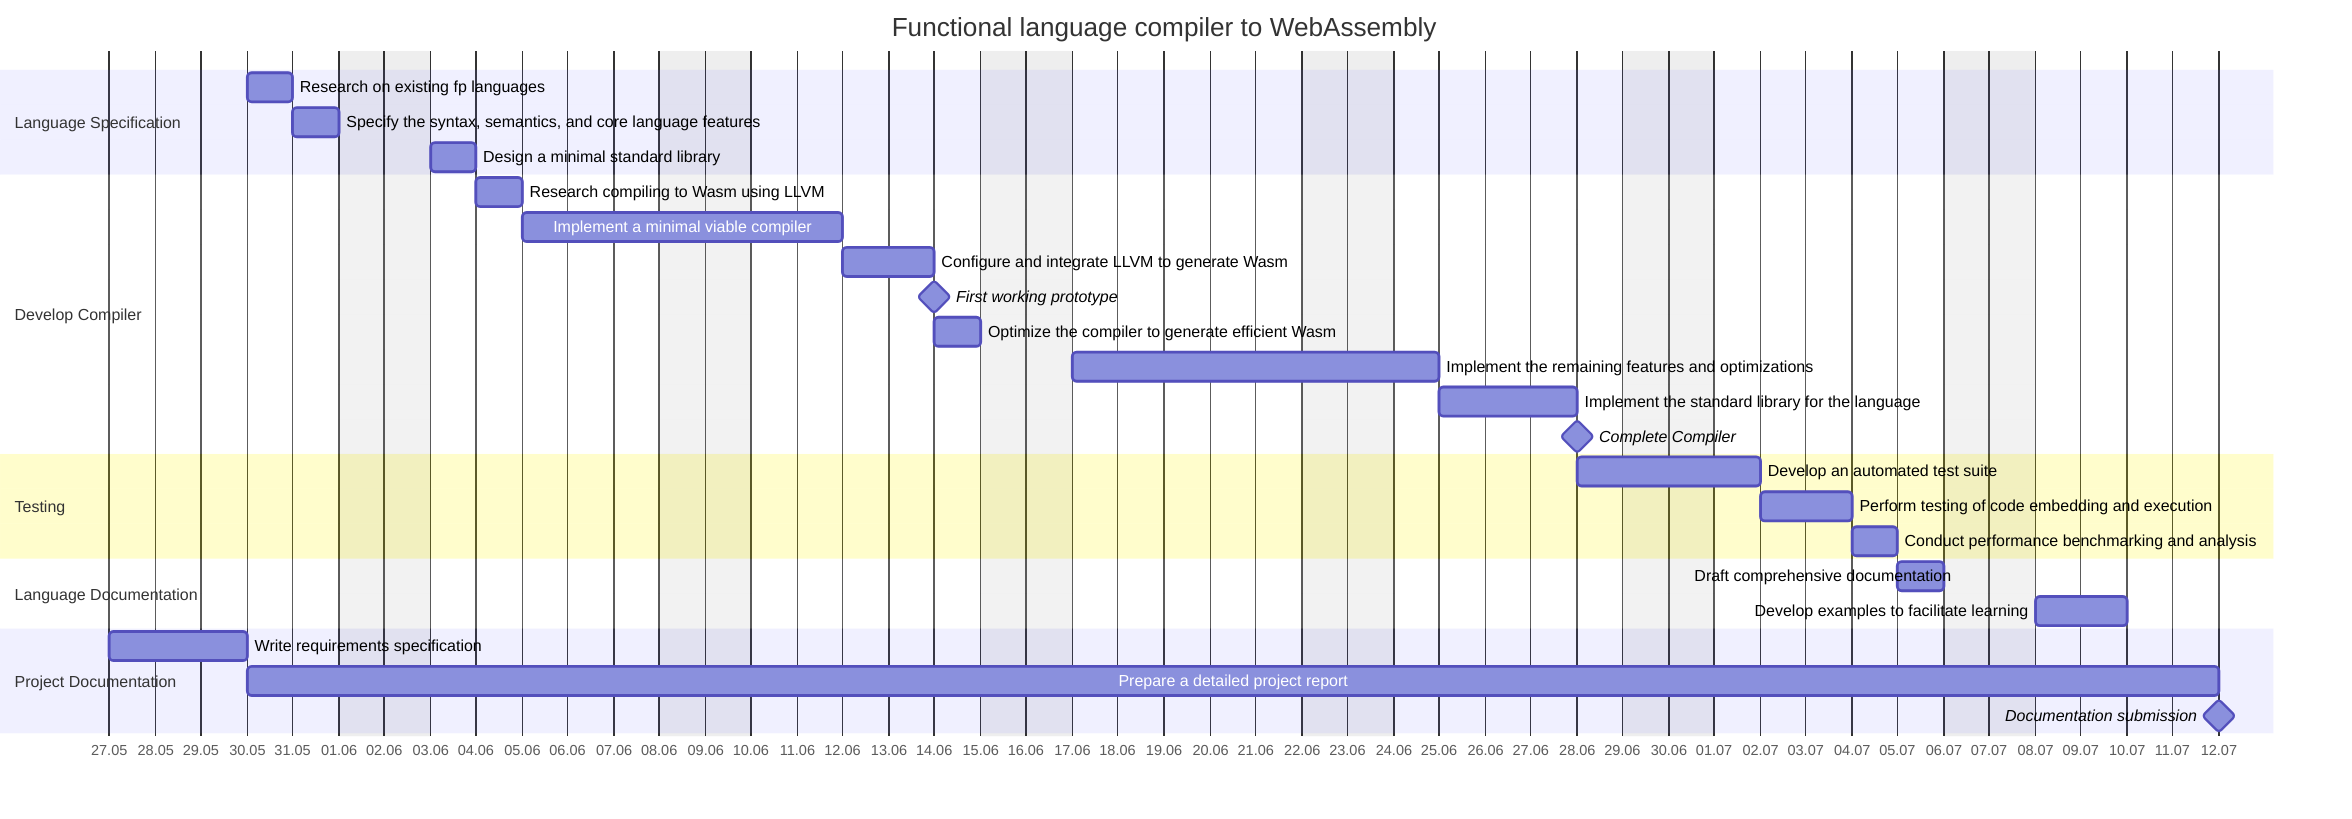 Functional language compiler to WebAssembly
Language Specification
Research on existing fp languages
Specify the syntax, semantics, and core language features
Design a minimal standard library
Develop Compiler
Research compiling to Wasm using LLVM
Implement a minimal viable compiler
Configure and integrate LLVM to generate Wasm
First working prototype
Optimize the compiler to generate efficient Wasm
Implement the remaining features and optimizations
Implement the standard library for the language
Complete Compiler
Testing
Develop an automated test suite
Perform testing of code embedding and execution
Conduct performance benchmarking and analysis
Language Documentation
Draft comprehensive documentation
Develop examples to facilitate learning
Project Documentation
Write requirements specification
Prepare a detailed project report
Documentation submission
27.05 28.05 29.05 30.05 31.05 01.06 02.06 03.06 04.06 05.06 06.06 07.06 08.06 09.06 10.06 11.06 12.06 13.06 14.06 15.06 16.06 17.06 18.06 19.06 20.06 21.06 22.06 23.06 24.06 25.06 26.06 27.06 28.06 29.06 30.06 01.07 02.07 03.07 04.07 05.07 06.07 07.07 08.07 09.07 10.07 11.07 12.07